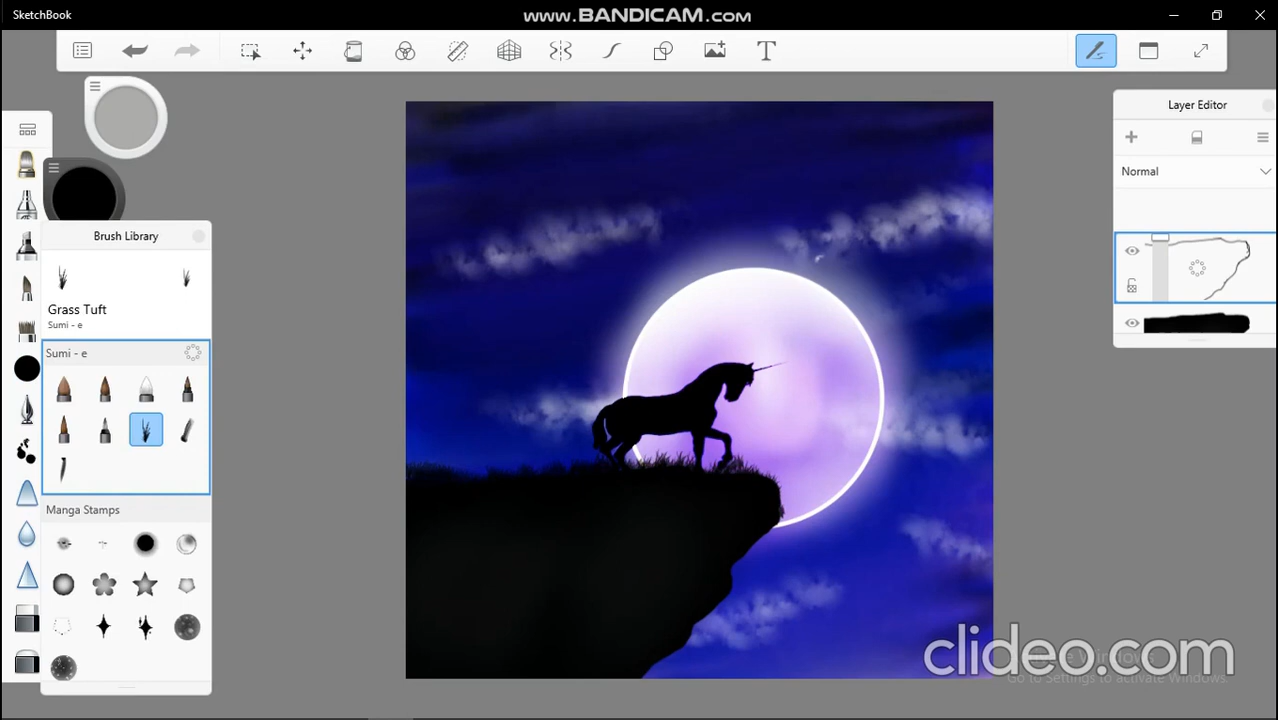 SketchBook
www.BANDICAM.com
T
Layer Editor
Normal
Brush Library
Grass Tuft
Sumi - e
Sumi - e
Manga Stamps
clideo.com
Windows
Go to Settings to activate Windows.